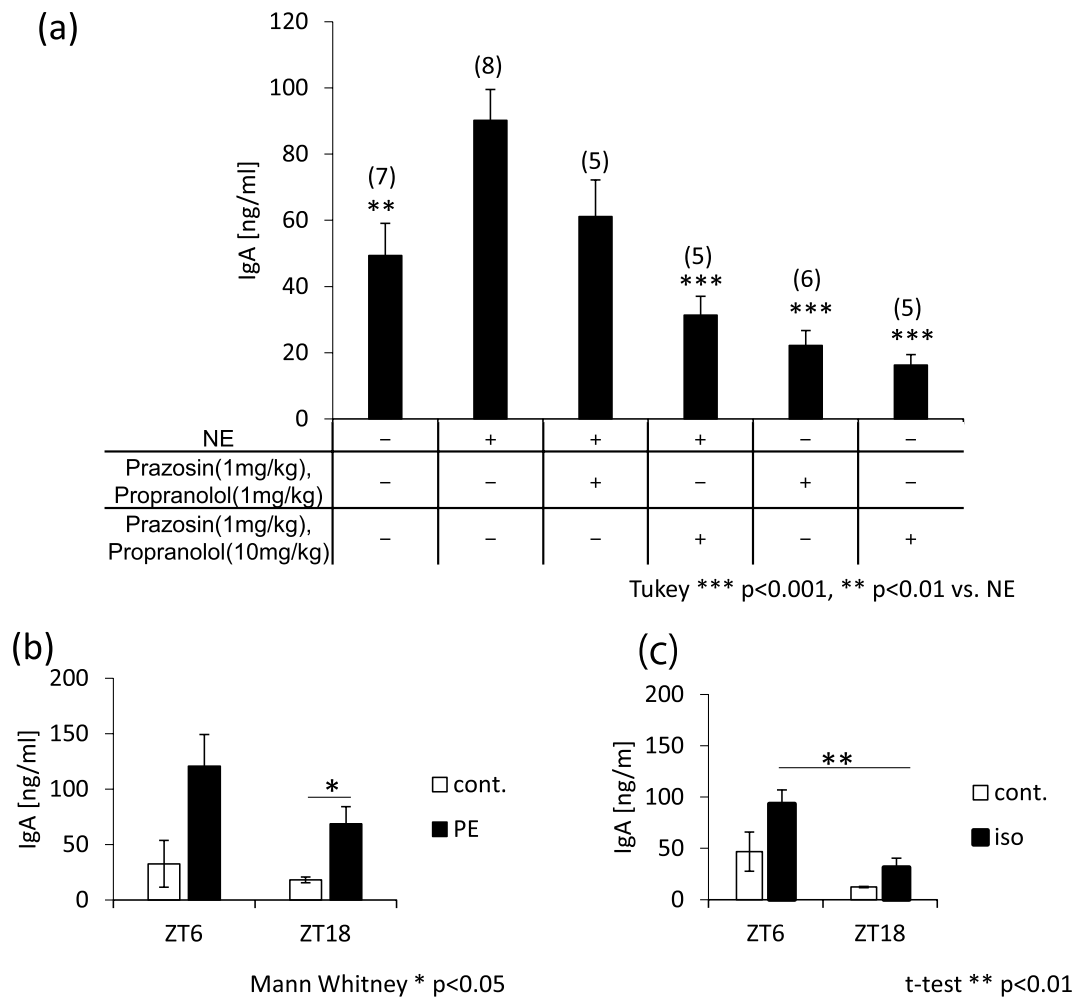 (a)
120
100
80
60
40
20
0
IgA [ng/ml]
(7)
**
(8)
(5)
(5)
***
(6)
***
(5)
***
NE − + + + − −
Prazosin(1mg/kg),
Propranolol(1mg/kg) − − + − + −
Prazosin(1mg/kg),
Propranolol(10mg/kg) − − − + − +
Tukey *** p<0.001, ** p<0.01 vs. NE
(b)
200
150
100
50
0
IgA [ng/ml]
*
ZT6 ZT18
cont.
PE
Mann Whitney * p<0.05
(c)
200
150
100
50
0
IgA [ng/m]
**
ZT6 ZT18
cont.
iso
t-test ** p<0.01